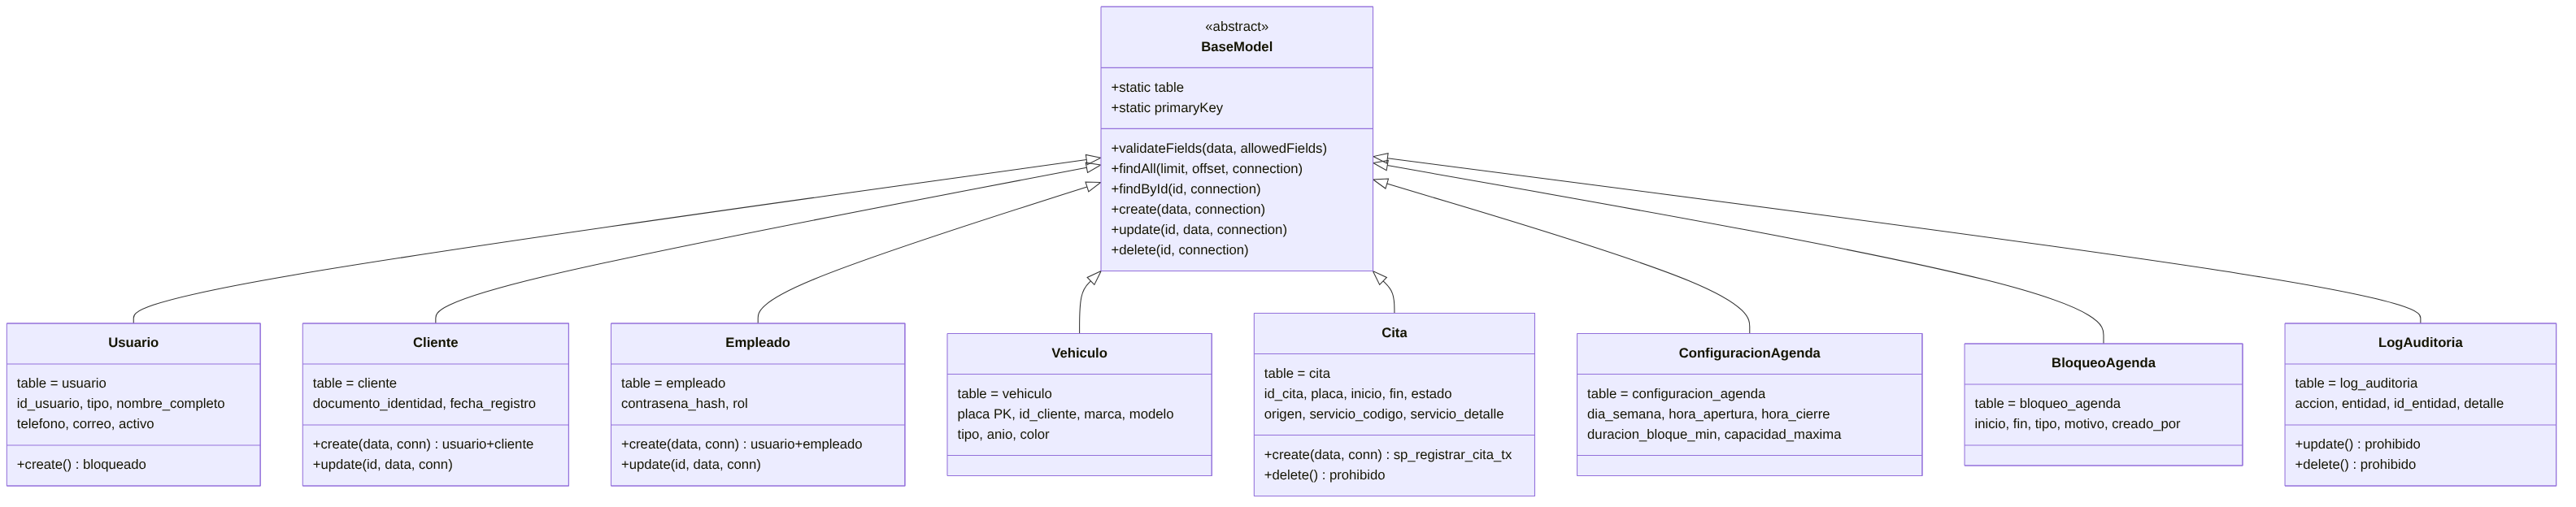 «abstract»
BaseModel
+static table
+static primaryKey
+validateFields(data, allowedFields)
+findAll(limit, offset, connection)
+findById(id, connection)
+create(data, connection)
+update(id, data, connection)
+delete(id, connection)
Usuario
table = usuario
id_usuario, tipo, nombre_completo
telefono, correo, activo
+create() : bloqueado
Cliente
table = cliente
documento_identidad, fecha_registro
+create(data, conn) : usuario+cliente
+update(id, data, conn)
Empleado
table = empleado
contrasena_hash, rol
+create(data, conn) : usuario+empleado
+update(id, data, conn)
Vehiculo
table = vehiculo
placa PK, id_cliente, marca, modelo
tipo, anio, color
Cita
table = cita
id_cita, placa, inicio, fin, estado
origen, servicio_codigo, servicio_detalle
+create(data, conn) : sp_registrar_cita_tx
+delete() : prohibido
ConfiguracionAgenda
table = configuracion_agenda
dia_semana, hora_apertura, hora_cierre
duracion_bloque_min, capacidad_maxima
BloqueoAgenda
table = bloqueo_agenda
inicio, fin, tipo, motivo, creado_por
LogAuditoria
table = log_auditoria
accion, entidad, id_entidad, detalle
+update() : prohibido
+delete() : prohibido